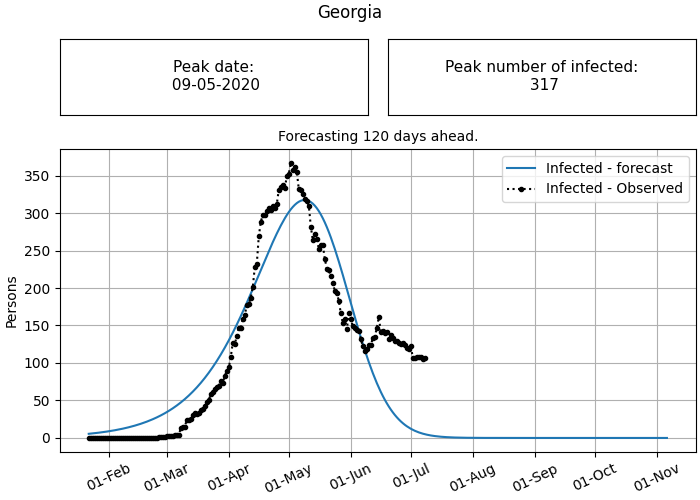 Georgia
Peak date:
09-05-2020
Peak number of infected:
317
Forecasting 120 days ahead.
Infected - forecast
Infected - Observed
350
300
250
200
150
100
50
0
Persons
01-Feb
01-Mar
01-Apr
01-May
01-Jun
01-Jul
01-Aug
01-Sep
01-Oct
01-Nov